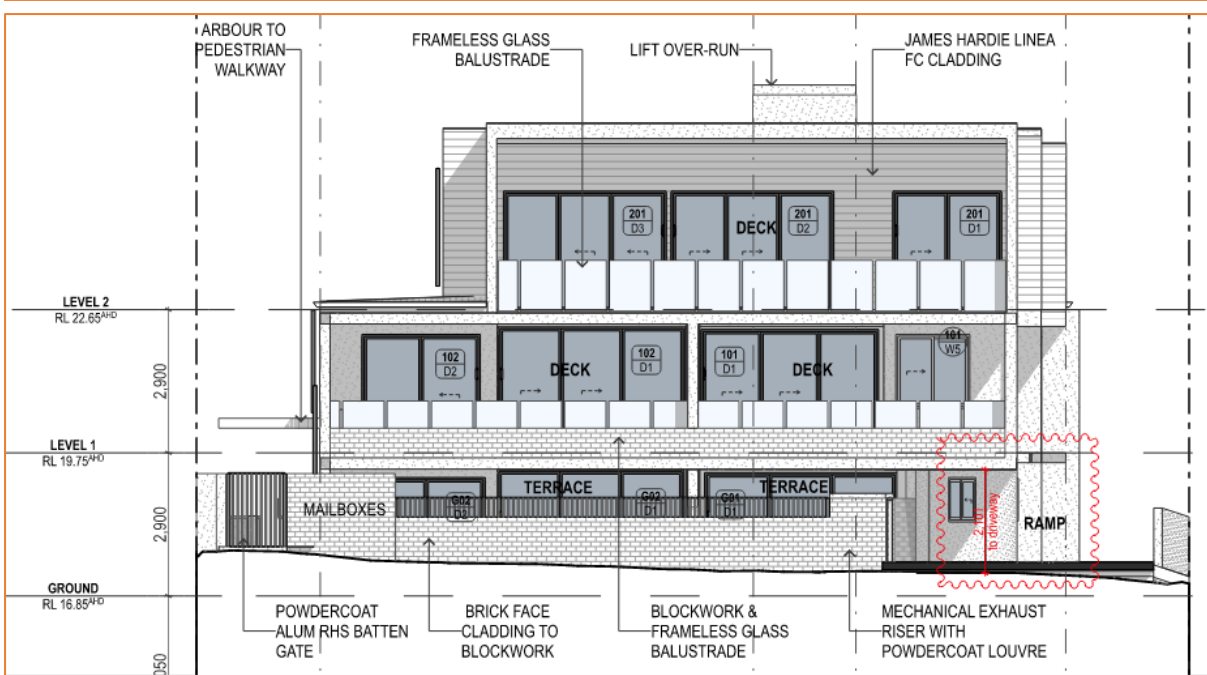 ARBOUR TO
PEDESTRIAN
WALKWAY
FRAMELESS GLASS
BALUSTRADE
LIFT OVER-RUN
JAMES HARDIE LINEA
FC CLADDING
201
D3
DECK
201
D2
201
D1
LEVEL 2
RL 22.65AHD
2,900
102
D2
DECK
102
D1
101
D1
DECK
101
W5
LEVEL 1
RL 19.75AHD
2,900
MAILBOXES
G02
D2
TERRACE
G02
D1
G01
D1
TERRACE
to driveway
RAMP
GROUND
RL 16.85AHD
POWDERCOAT
ALUM RHS BATTEN
GATE
BRICK FACE
CLADDING TO
BLOCKWORK
BLOCKWORK &
FRAMELESS GLASS
BALUSTRADE
MECHANICAL EXHAUST
RISER WITH
POWDERCOAT LOUVRE